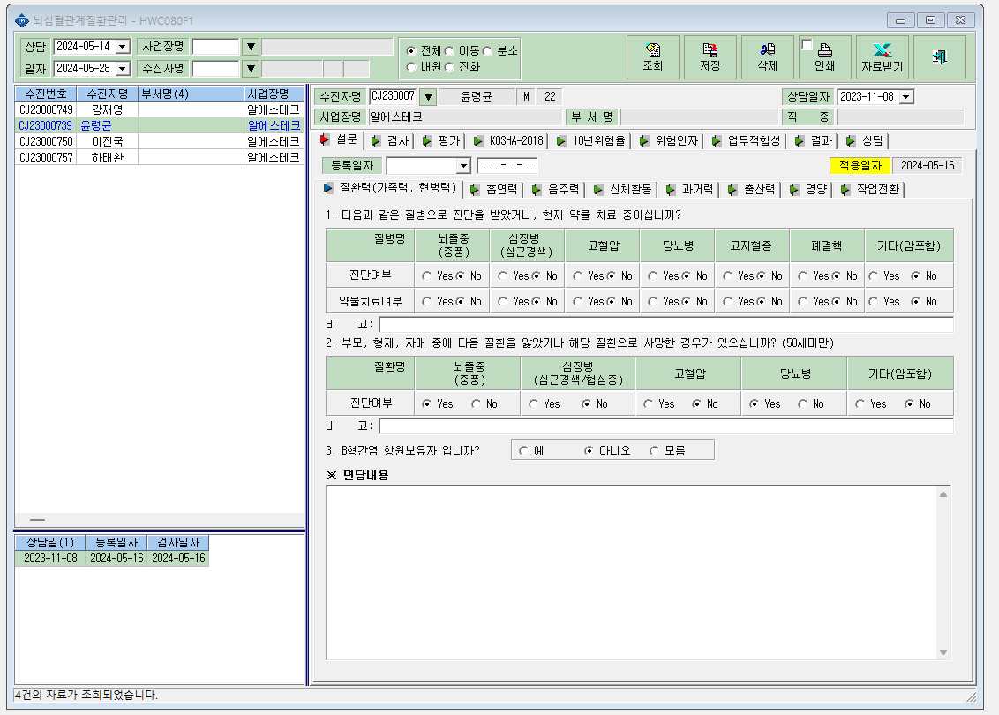 뇌심혈관계질환관리 - HWC080F1
상담 2024-05-14 사업장명
일자 2024-05-28 수진자명
전체 이동 분소
내원 전화
조회 저장 삭제 인쇄 자료받기
수진번호 수진자명 부서명(4) 사업장명
CJ23000749 강재영 알에스테크
CJ23000739 윤령균 알에스테크
CJ23000750 이진국 알에스테크
CJ23000757 하태환 알에스테크
상담일(1) 등록일자 검사일자
2023-11-08 2024-05-16 2024-05-16
수진자명 CJ230007 윤령균 M 22 상담일자 2023-11-08
사업장명 알에스테크 부 서 명 직 종
설문 검사 평가 KOSHA-2018 10년위험율 위험인자 업무적합성 결과 상담
등록일자 ____-__-__ 적용일자 2024-05-16
질환력(가족력, 현병력) 흡연력 음주력 신체활동 과거력 출산력 영양 작업전환
1. 다음과 같은 질병으로 진단을 받았거나, 현재 약물 치료 중이십니까?
질병명 뇌졸중 (중풍) 심장병 (심근경색) 고혈압 당뇨병 고지혈증 폐결핵 기타(암포함)
진단여부 Yes No Yes No Yes No Yes No Yes No Yes No Yes No
약물치료여부 Yes No Yes No Yes No Yes No Yes No Yes No Yes No
비 고:
2. 부모, 형제, 자매 중에 다음 질환을 앓았거나 해당 질환으로 사망한 경우가 있으십니까? (50세미만)
질환명 뇌졸중 (중풍) 심장병 (심근경색/협심증) 고혈압 당뇨병 기타(암포함)
진단여부 Yes No Yes No Yes No Yes No Yes No
비 고:
3. B형간염 항원보유자 입니까? 예 아니오 모름
※ 면담내용
4건의 자료가 조회되었습니다.